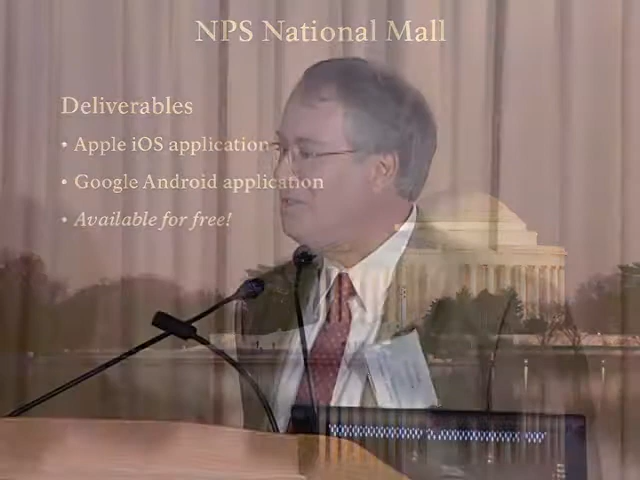 NPS National Mall
Deliverables
• Apple iOS application
• Google Android application
• Available for free!